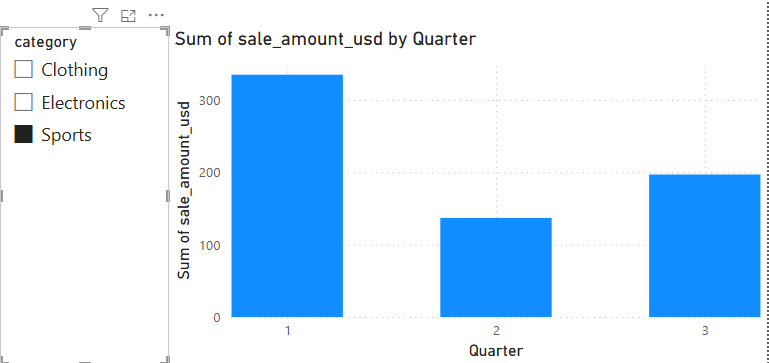 category
Clothing
Electronics
Sports
Sum of sale_amount_usd by Quarter
Sum of sale_amount_usd
300
200
100
0
1 2 3
Quarter